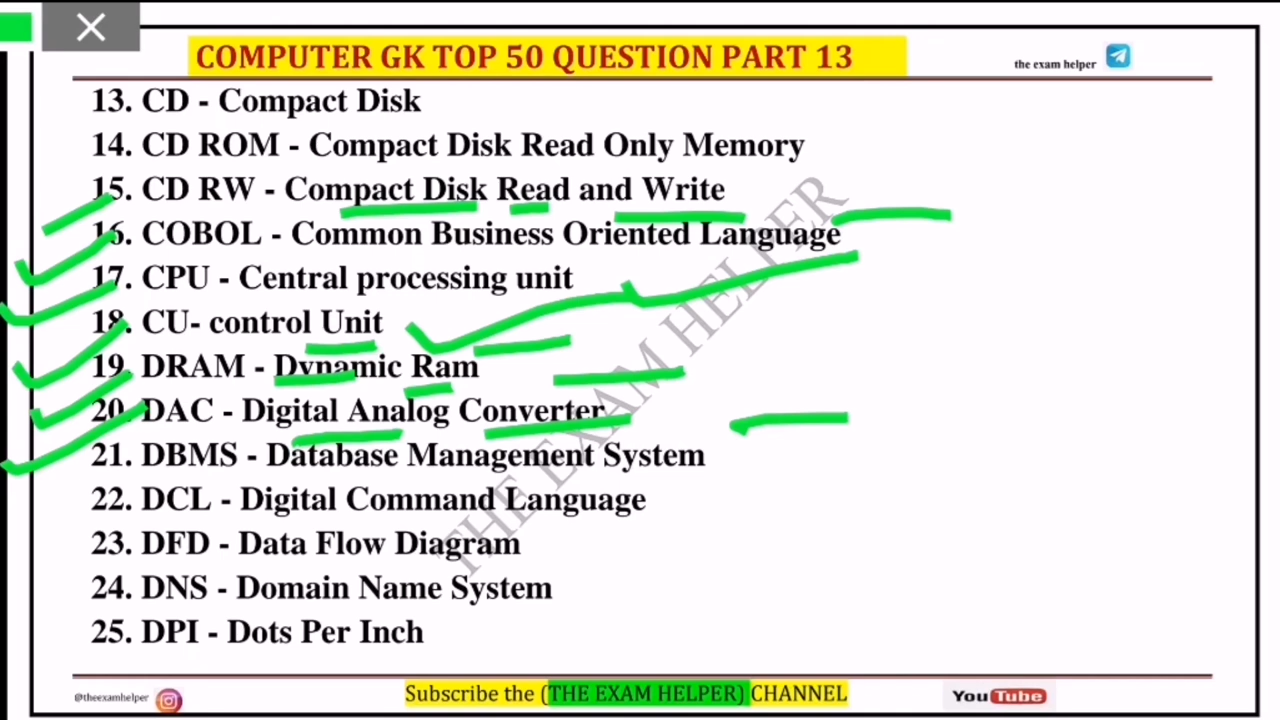 COMPUTER GK TOP 50 QUESTION PART 13
the exam helper
13. CD - Compact Disk
14. CD ROM - Compact Disk Read Only Memory
15. CD RW - Compact Disk Read and Write
16. COBOL - Common Business Oriented Language
17. CPU - Central processing unit
18. CU- control Unit
19. DRAM - Dynamic Ram
20. DAC - Digital Analog Converter
21. DBMS - Database Management System
22. DCL - Digital Command Language
23. DFD - Data Flow Diagram
24. DNS - Domain Name System
25. DPI - Dots Per Inch
THE EXAM HELPER
@theexamhelper
Subscribe the (THE EXAM HELPER) CHANNEL
YouTube